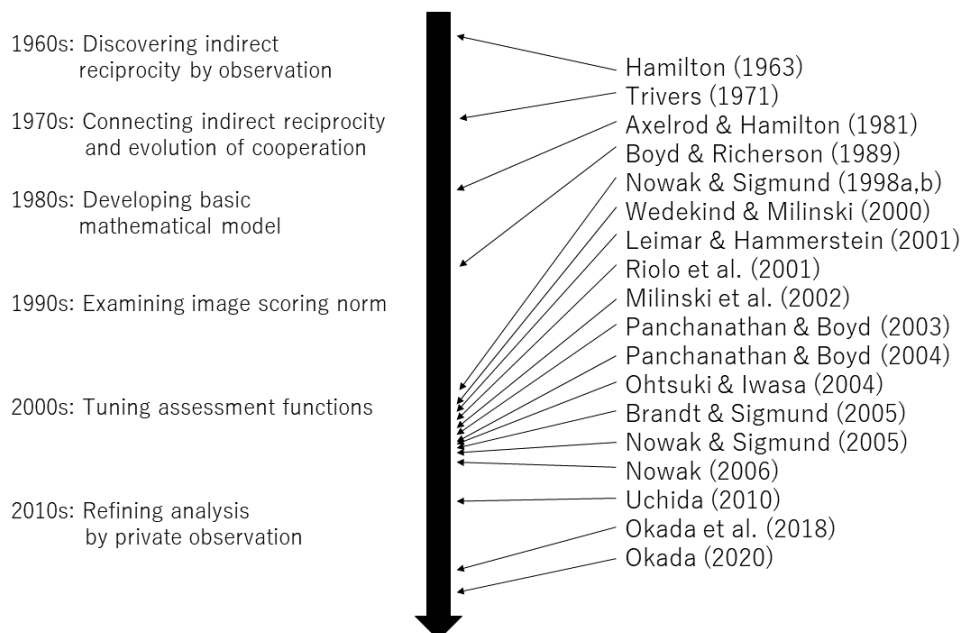 1960s: Discovering indirect
reciprocity by observation
1970s: Connecting indirect reciprocity
and evolution of cooperation
1980s: Developing basic
mathematical model
1990s: Examining image scoring norm
2000s: Tuning assessment functions
2010s: Refining analysis
by private observation
Hamilton (1963)
Trivers (1971)
Axelrod & Hamilton (1981)
Boyd & Richerson (1989)
Nowak & Sigmund (1998a,b)
Wedekind & Milinski (2000)
Leimar & Hammerstein (2001)
Riolo et al. (2001)
Milinski et al. (2002)
Panchanathan & Boyd (2003)
Panchanathan & Boyd (2004)
Ohtsuki & Iwasa (2004)
Brandt & Sigmund (2005)
Nowak & Sigmund (2005)
Nowak (2006)
Uchida (2010)
Okada et al. (2018)
Okada (2020)